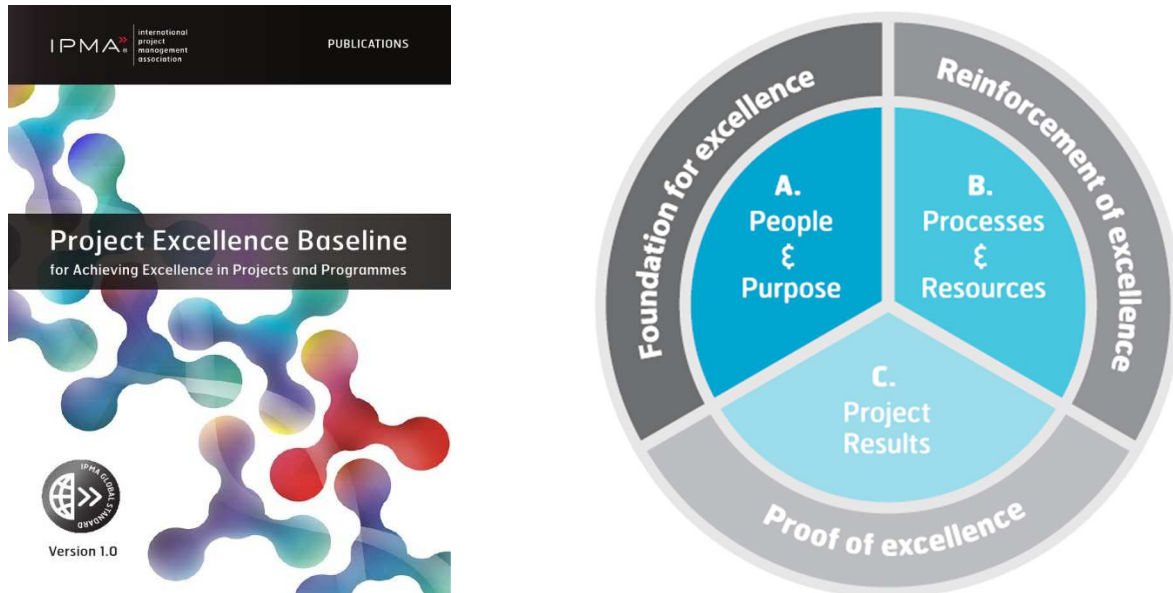 IPMA®
international
project
management
association
PUBLICATIONS
Project Excellence Baseline
for Achieving Excellence in Projects and Programmes
IPMA GLOBAL STANDARD
Version 1.0
Foundation for excellence
Reinforcement of excellence
A.
People
&
Purpose
B.
Processes
&
Resources
C.
Project
Results
Proof of excellence